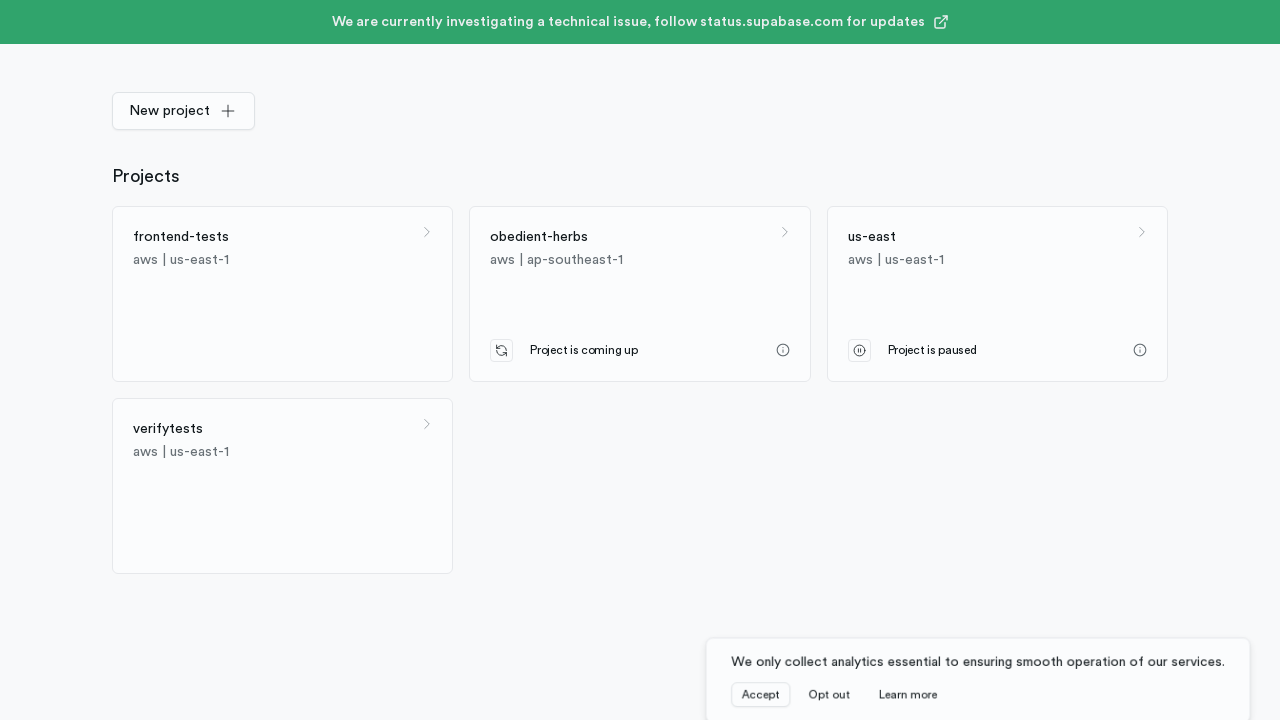 We are currently investigating a technical issue, follow status.supabase.com for updates
New project
Projects
frontend-tests
aws | us-east-1
obedient-herbs
aws | ap-southeast-1
Project is coming up
us-east
aws | us-east-1
Project is paused
verifytests
aws | us-east-1
We only collect analytics essential to ensuring smooth operation of our services.
Accept
Opt out
Learn more